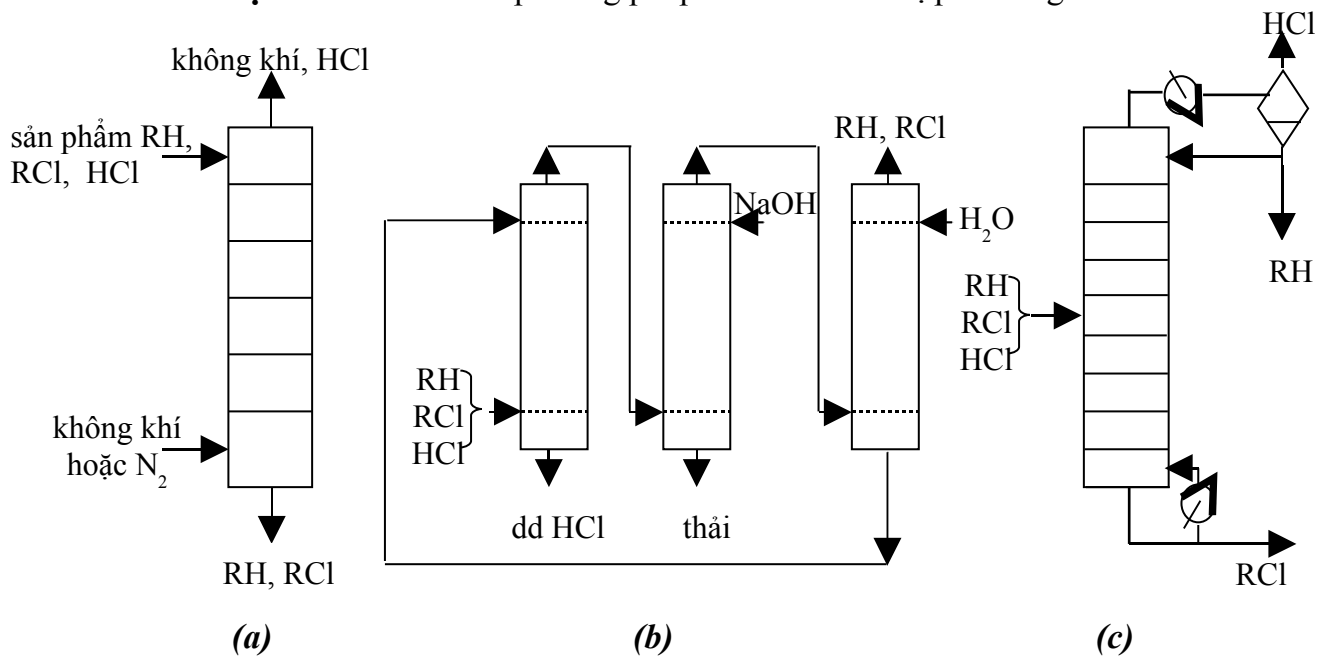 không khí, HCl
sản phẩm RH,
RCl, HCl
không khí
hoặc N₂
RH, RCl
(a)
RH, RCl
NaOH
H₂O
RH
RCl
HCl
dd HCl
thải
(b)
HCl
RH
RH
RCl
HCl
RCl
(c)